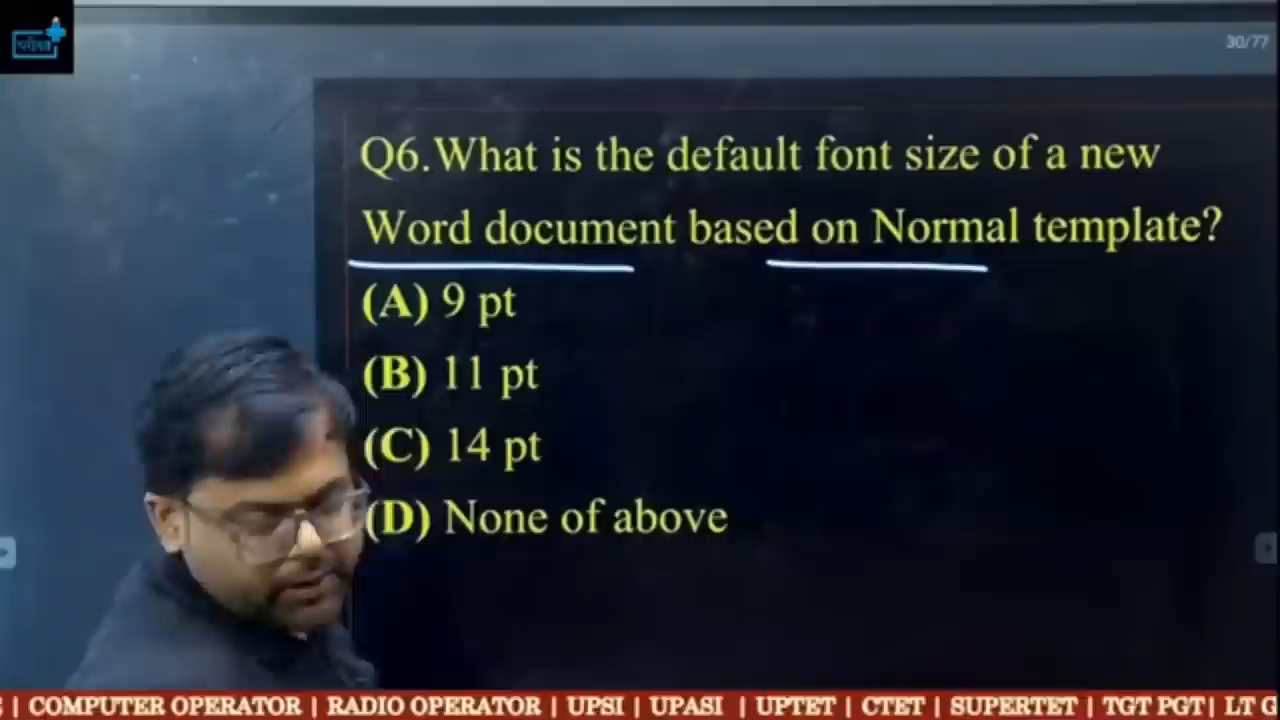 30/77
Q6.What is the default font size of a new
Word document based on Normal template?
(A) 9 pt
(B) 11 pt
(C) 14 pt
(D) None of above
| COMPUTER OPERATOR | RADIO OPERATOR | UPSI | UPASI | UPTET | CTET | SUPERTET | TGT PGT | LT G